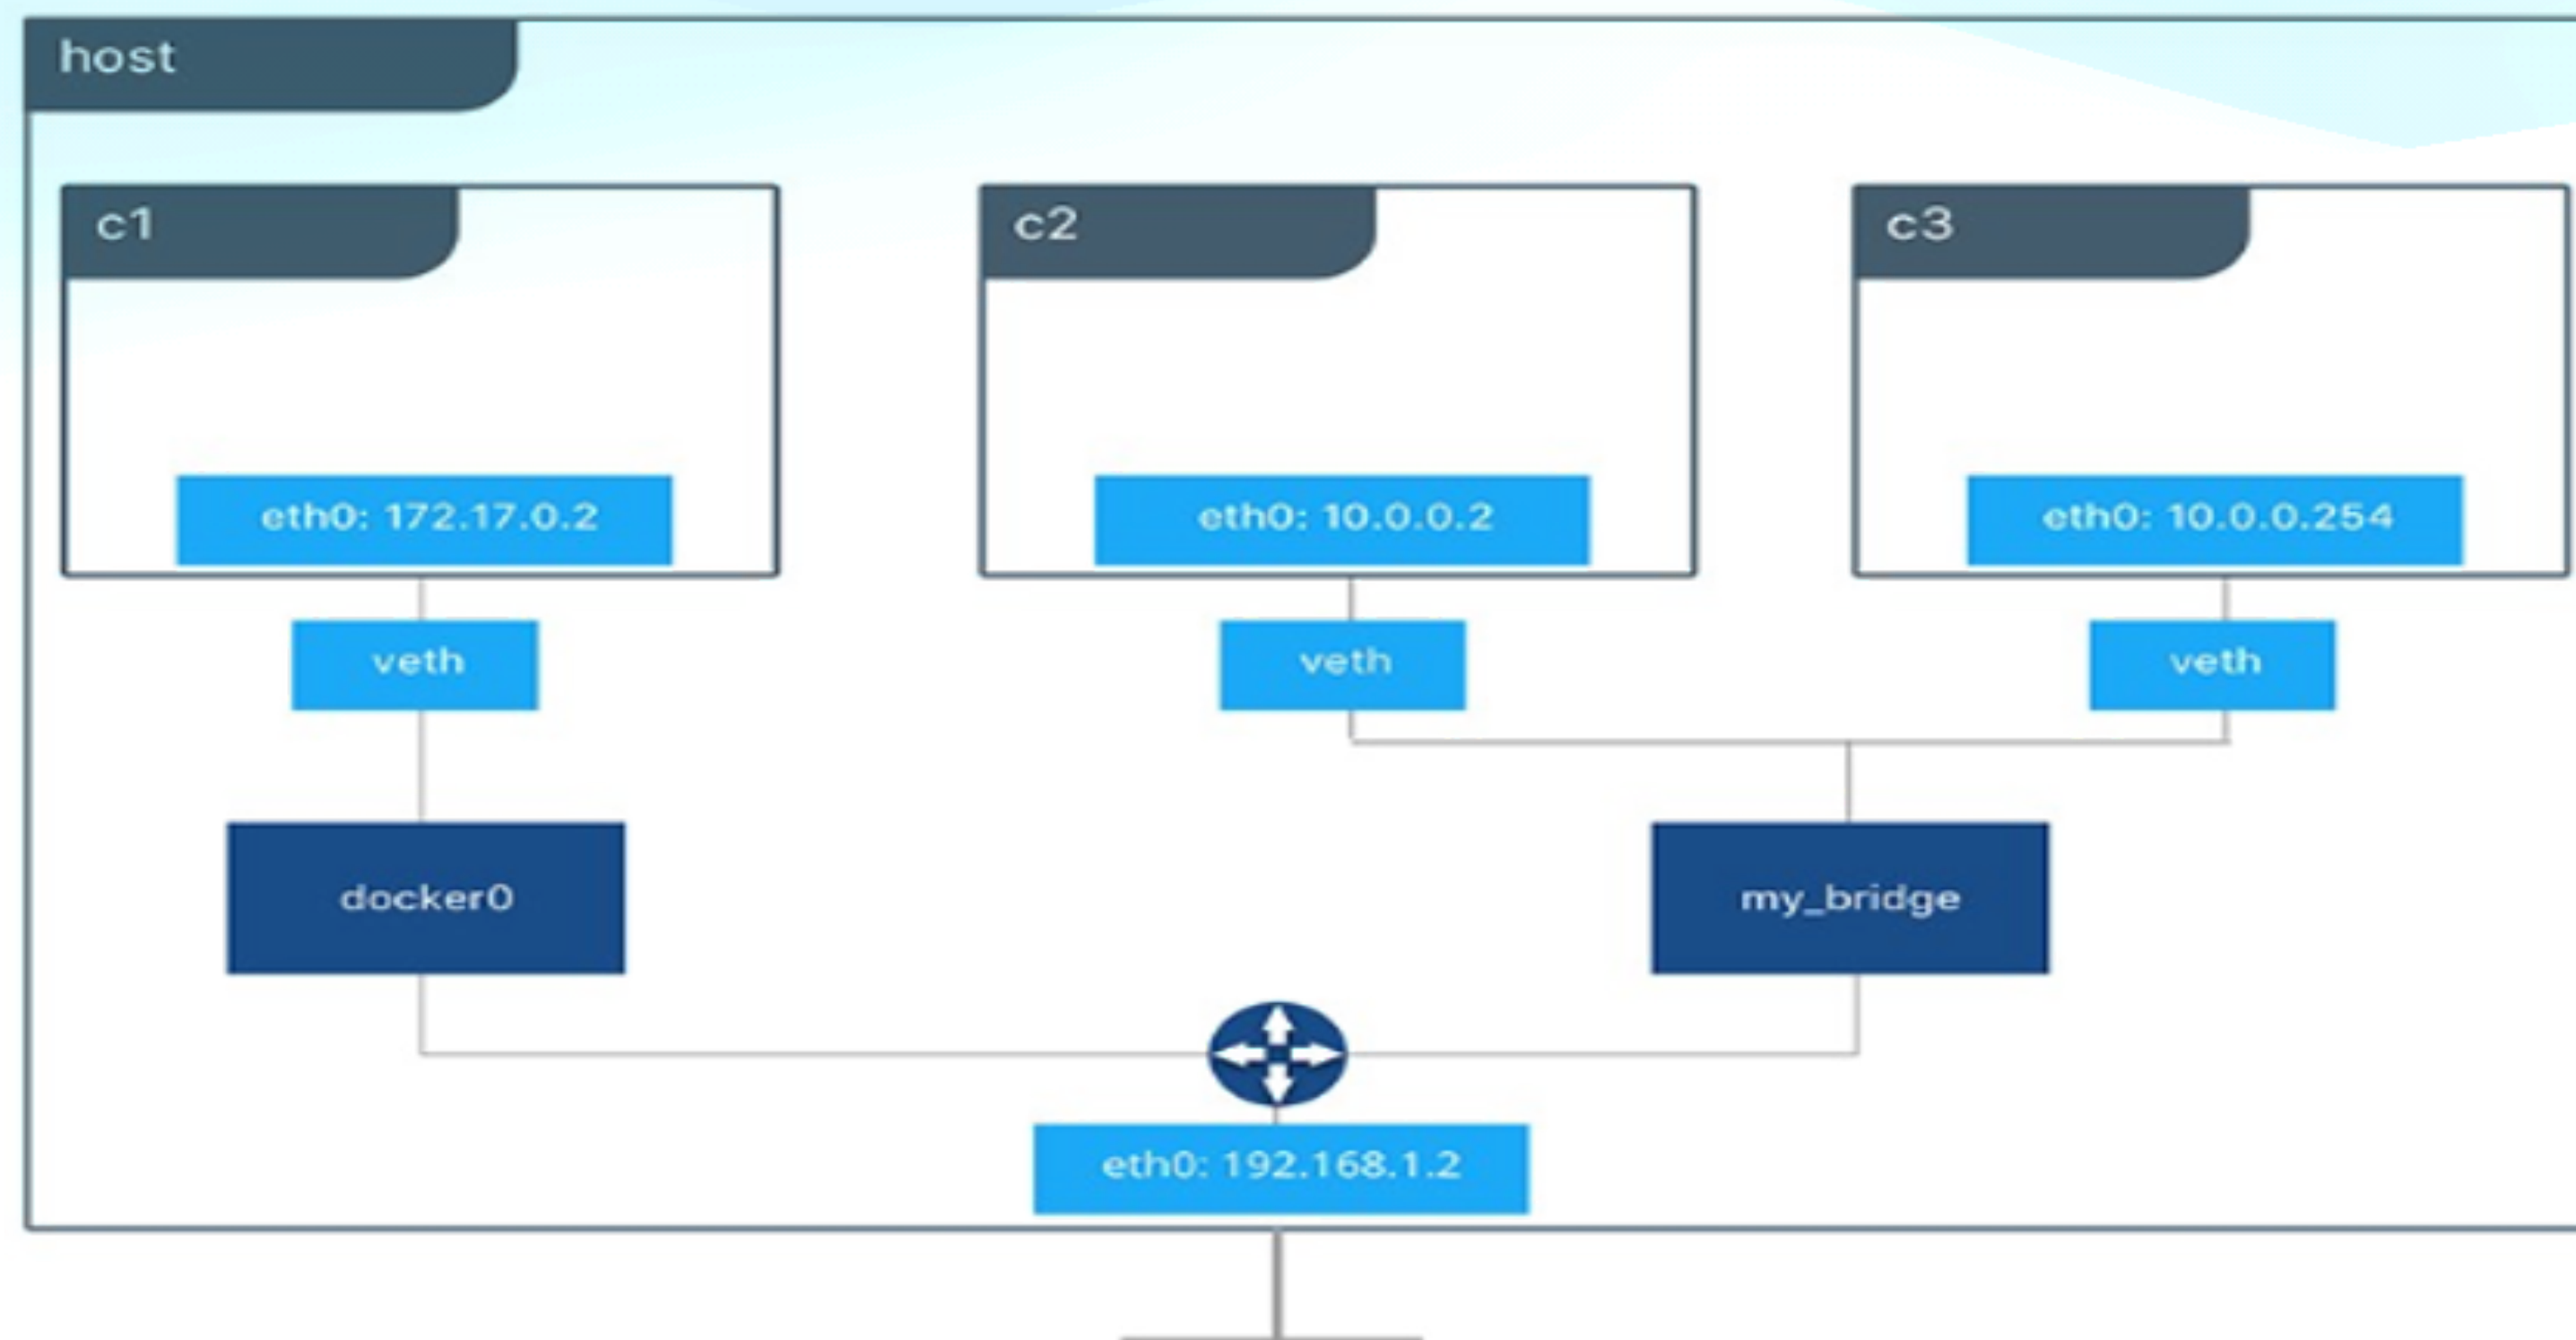 host
c1
c2
c3
eth0: 172.17.0.2
eth0: 10.0.0.2
eth0: 10.0.0.254
veth
veth
veth
docker0
my_bridge
eth0: 192.168.1.2